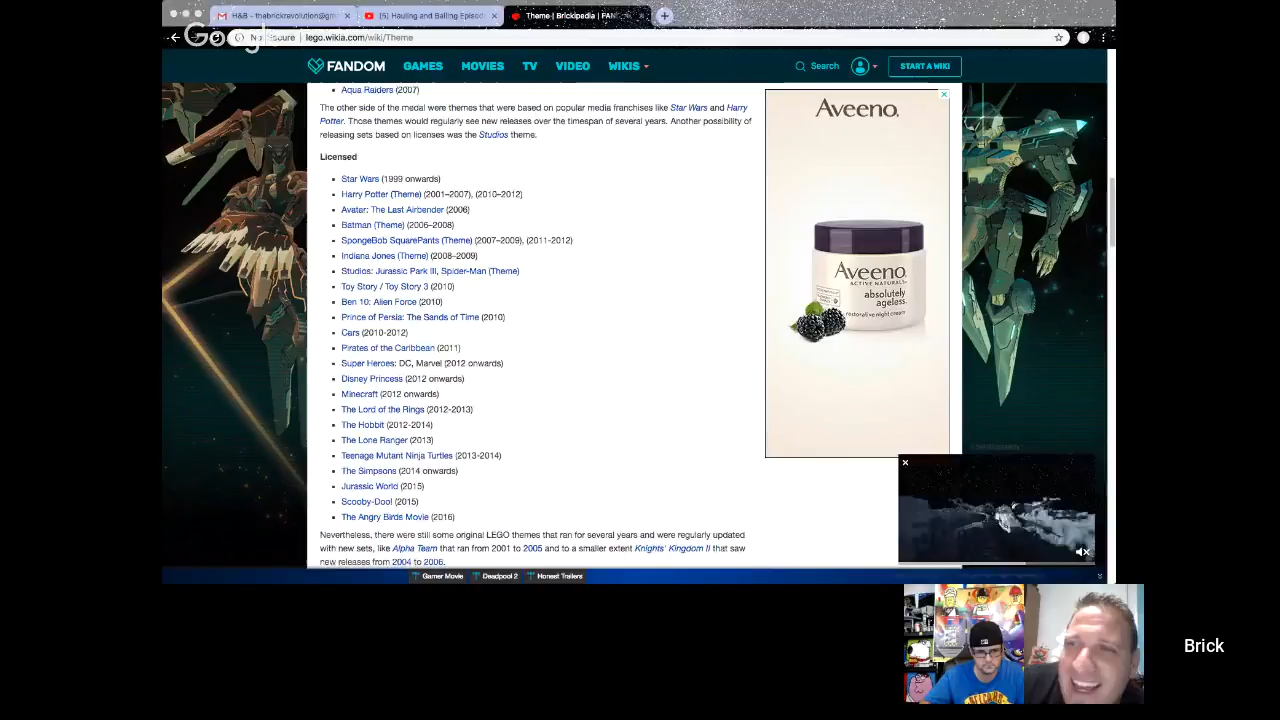 H&B - thebrickrevolution@gm
(5) Hauling and Balling Episod
Theme | Brickipedia | FAN
Google
lego.wikia.com/wiki/Theme
FANDOM
GAMES
MOVIES
TV
VIDEO
WIKIS
Search
START A WIKI
Aqua Raiders (2007)
The other side of the medal were themes that were based on popular media franchises like Star Wars and Harry
Potter. Those themes would regularly see new releases over the timespan of several years. Another possibility of
releasing sets based on licenses was the Studios theme.
Licensed
Star Wars (1999 onwards)
Harry Potter (Theme) (2001–2007), (2010–2012)
Avatar: The Last Airbender (2006)
Batman (Theme) (2006–2008)
SpongeBob SquarePants (Theme) (2007–2009), (2011-2012)
Indiana Jones (Theme) (2008–2009)
Studios: Jurassic Park III, Spider-Man (Theme)
Toy Story / Toy Story 3 (2010)
Ben 10: Alien Force (2010)
Prince of Persia: The Sands of Time (2010)
Cars (2010-2012)
Pirates of the Caribbean (2011)
Super Heroes: DC, Marvel (2012 onwards)
Disney Princess (2012 onwards)
Minecraft (2012 onwards)
The Lord of the Rings (2012-2013)
The Hobbit (2012-2014)
The Lone Ranger (2013)
Teenage Mutant Ninja Turtles (2013-2014)
The Simpsons (2014 onwards)
Jurassic World (2015)
Scooby-Doo! (2015)
The Angry Birds Movie (2016)
Nevertheless, there were still some original LEGO themes that ran for several years and were regularly updated
with new sets, like Alpha Team that ran from 2001 to 2005 and to a smaller extent Knights' Kingdom II that saw
new releases from 2004 to 2006.
Aveeno.
Aveeno
ACTIVE NATURALS
absolutely
ageless.
restorative night cream
Gamer Movie
Deadpool 2
Honest Trailers
Brick